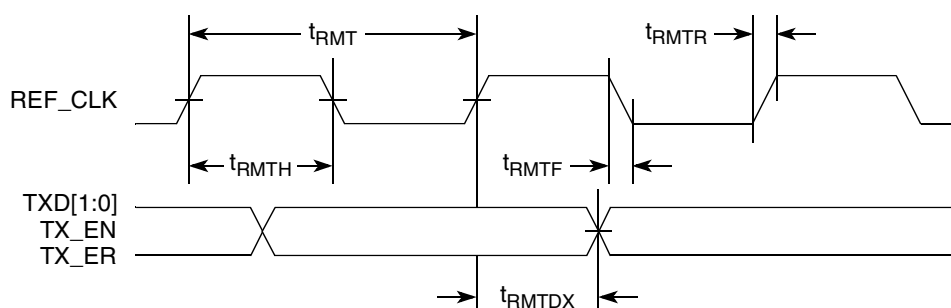 tRMT
tRMTR
REF_CLK
tRMTH
tRMTF
TXD[1:0]
TX_EN
TX_ER
tRMTDX